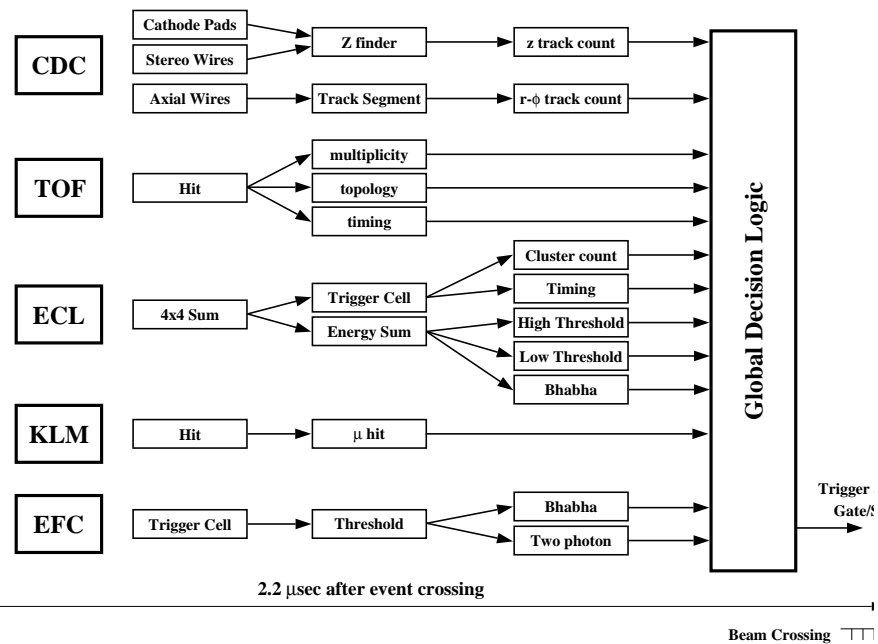 CDC
Cathode Pads
Stereo Wires
Z finder
z track count
Axial Wires
Track Segment
r-ϕ track count
TOF
Hit
multiplicity
topology
timing
ECL
4x4 Sum
Trigger Cell
Energy Sum
Cluster count
Timing
High Threshold
Low Threshold
Bhabha
KLM
Hit
μ hit
EFC
Trigger Cell
Threshold
Bhabha
Two photon
Global Decision Logic
Trigger
Gate/S
2.2 μsec after event crossing
Beam Crossing